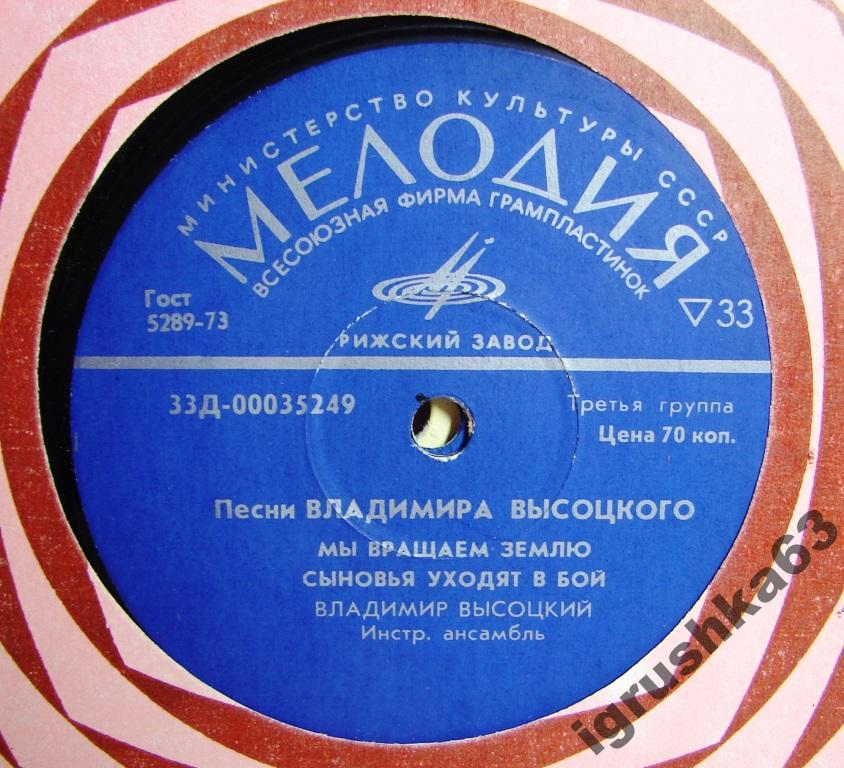 МИНИСТЕРСТВО КУЛЬТУРЫ СССР
МЕЛОДИЯ
ВСЕСОЮЗНАЯ ФИРМА ГРАМПЛАСТИНОК
Гост
5289-73
▽33
РИЖСКИЙ ЗАВОД
33Д-00035249
Третья группа
Цена 70 коп.
Песни ВЛАДИМИРА ВЫСОЦКОГО
МЫ ВРАЩАЕМ ЗЕМЛЮ
СЫНОВЬЯ УХОДЯТ В БОЙ
ВЛАДИМИР ВЫСОЦКИЙ
Инстр. ансамбль
igrushka63